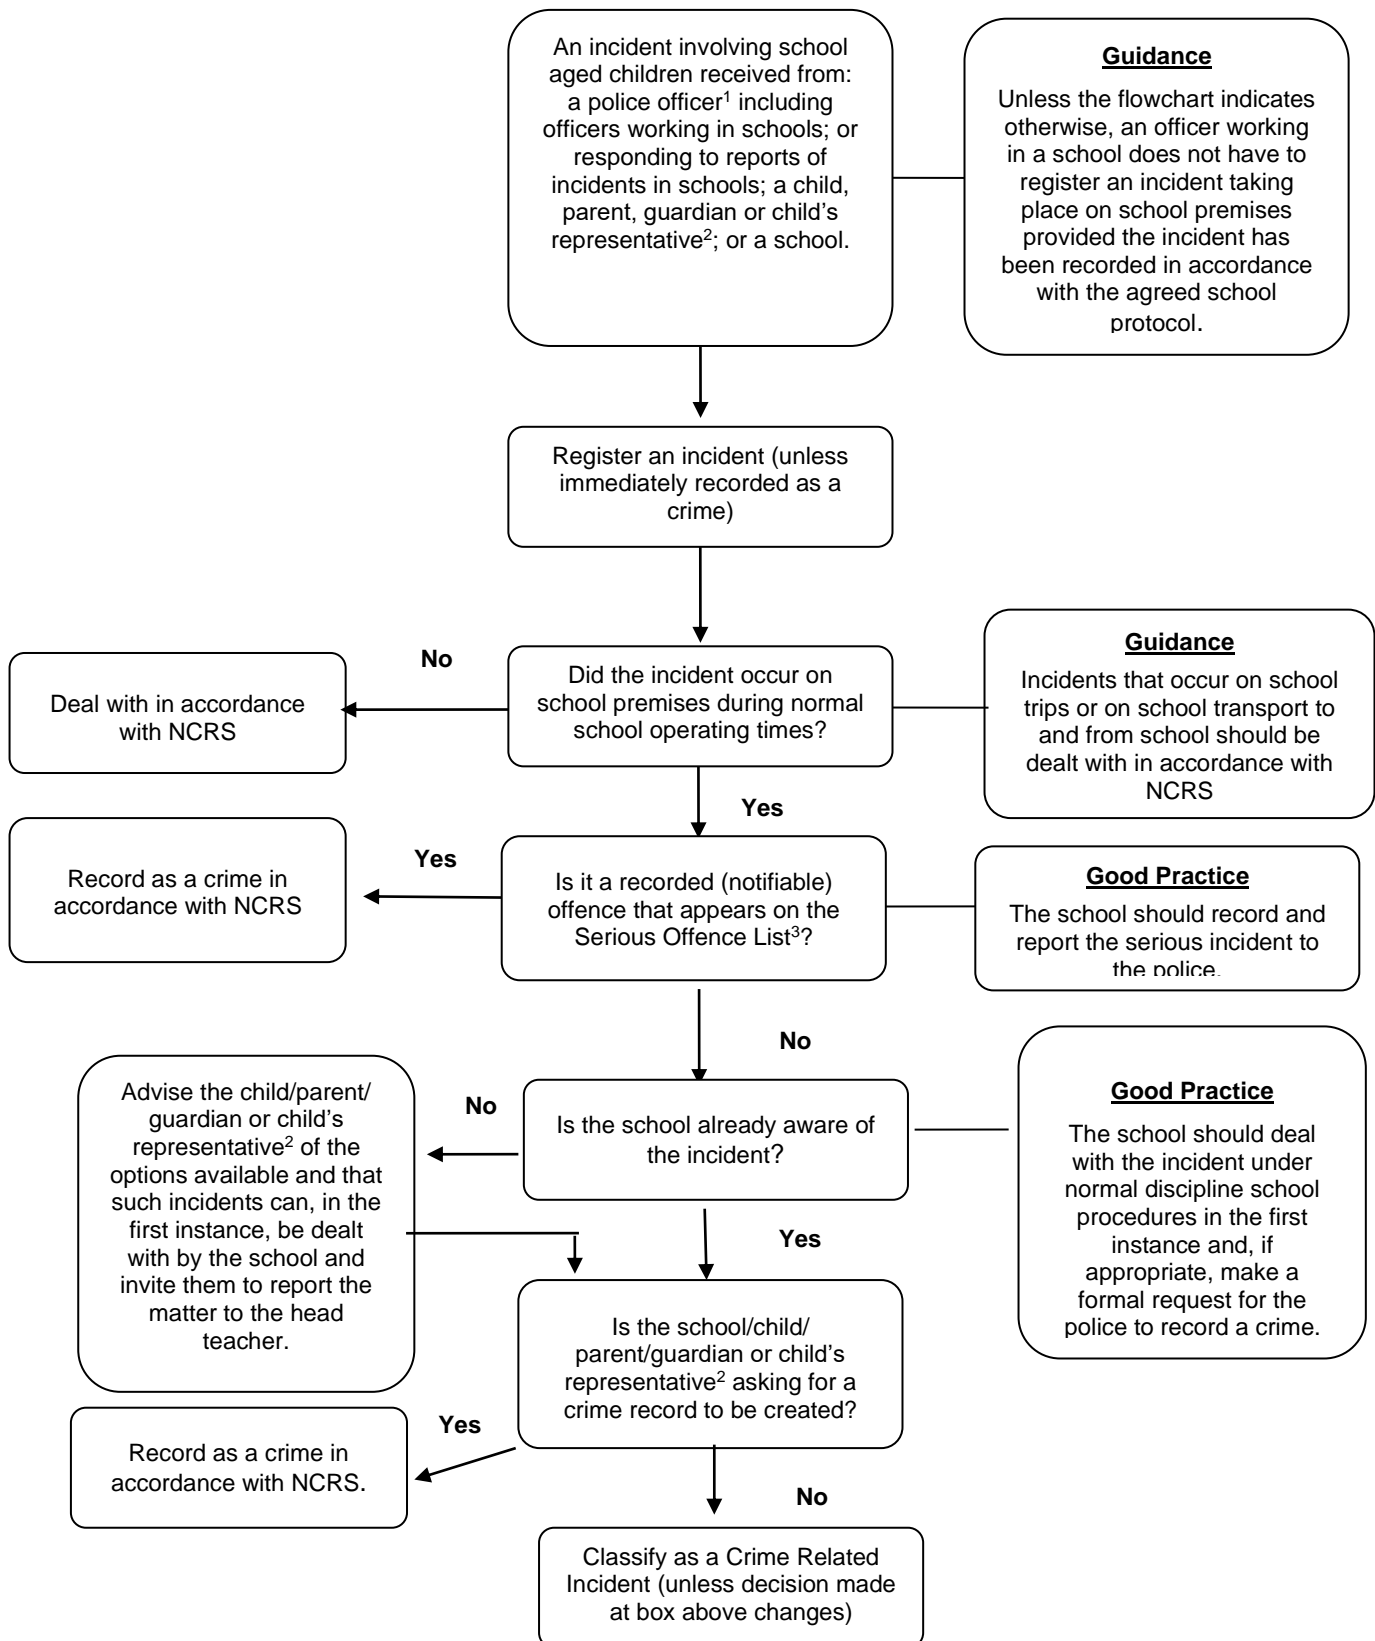 An incident involving school
aged children received from:
a police officer¹ including
officers working in schools; or
responding to reports of
incidents in schools; a child,
parent, guardian or child’s
representative²; or a school.
Guidance
Unless the flowchart indicates
otherwise, an officer working
in a school does not have to
register an incident taking
place on school premises
provided the incident has
been recorded in accordance
with the agreed school
protocol.
Register an incident (unless
immediately recorded as a
crime)
Did the incident occur on
school premises during normal
school operating times?
No
Deal with in accordance
with NCRS
Guidance
Incidents that occur on school
trips or on school transport to
and from school should be
dealt with in accordance with
NCRS
Yes
Is it a recorded (notifiable)
offence that appears on the
Serious Offence List³?
Yes
Record as a crime in
accordance with NCRS
Good Practice
The school should record and
report the serious incident to
the police.
No
Is the school already aware of
the incident?
No
Advise the child/parent/
guardian or child’s
representative² of the
options available and that
such incidents can, in the
first instance, be dealt
with by the school and
invite them to report the
matter to the head
teacher.
Good Practice
The school should deal
with the incident under
normal discipline school
procedures in the first
instance and, if
appropriate, make a
formal request for the
police to record a crime.
Yes
Is the school/child/
parent/guardian or child’s
representative² asking for a
crime record to be created?
Yes
Record as a crime in
accordance with NCRS.
No
Classify as a Crime Related
Incident (unless decision made
at box above changes)